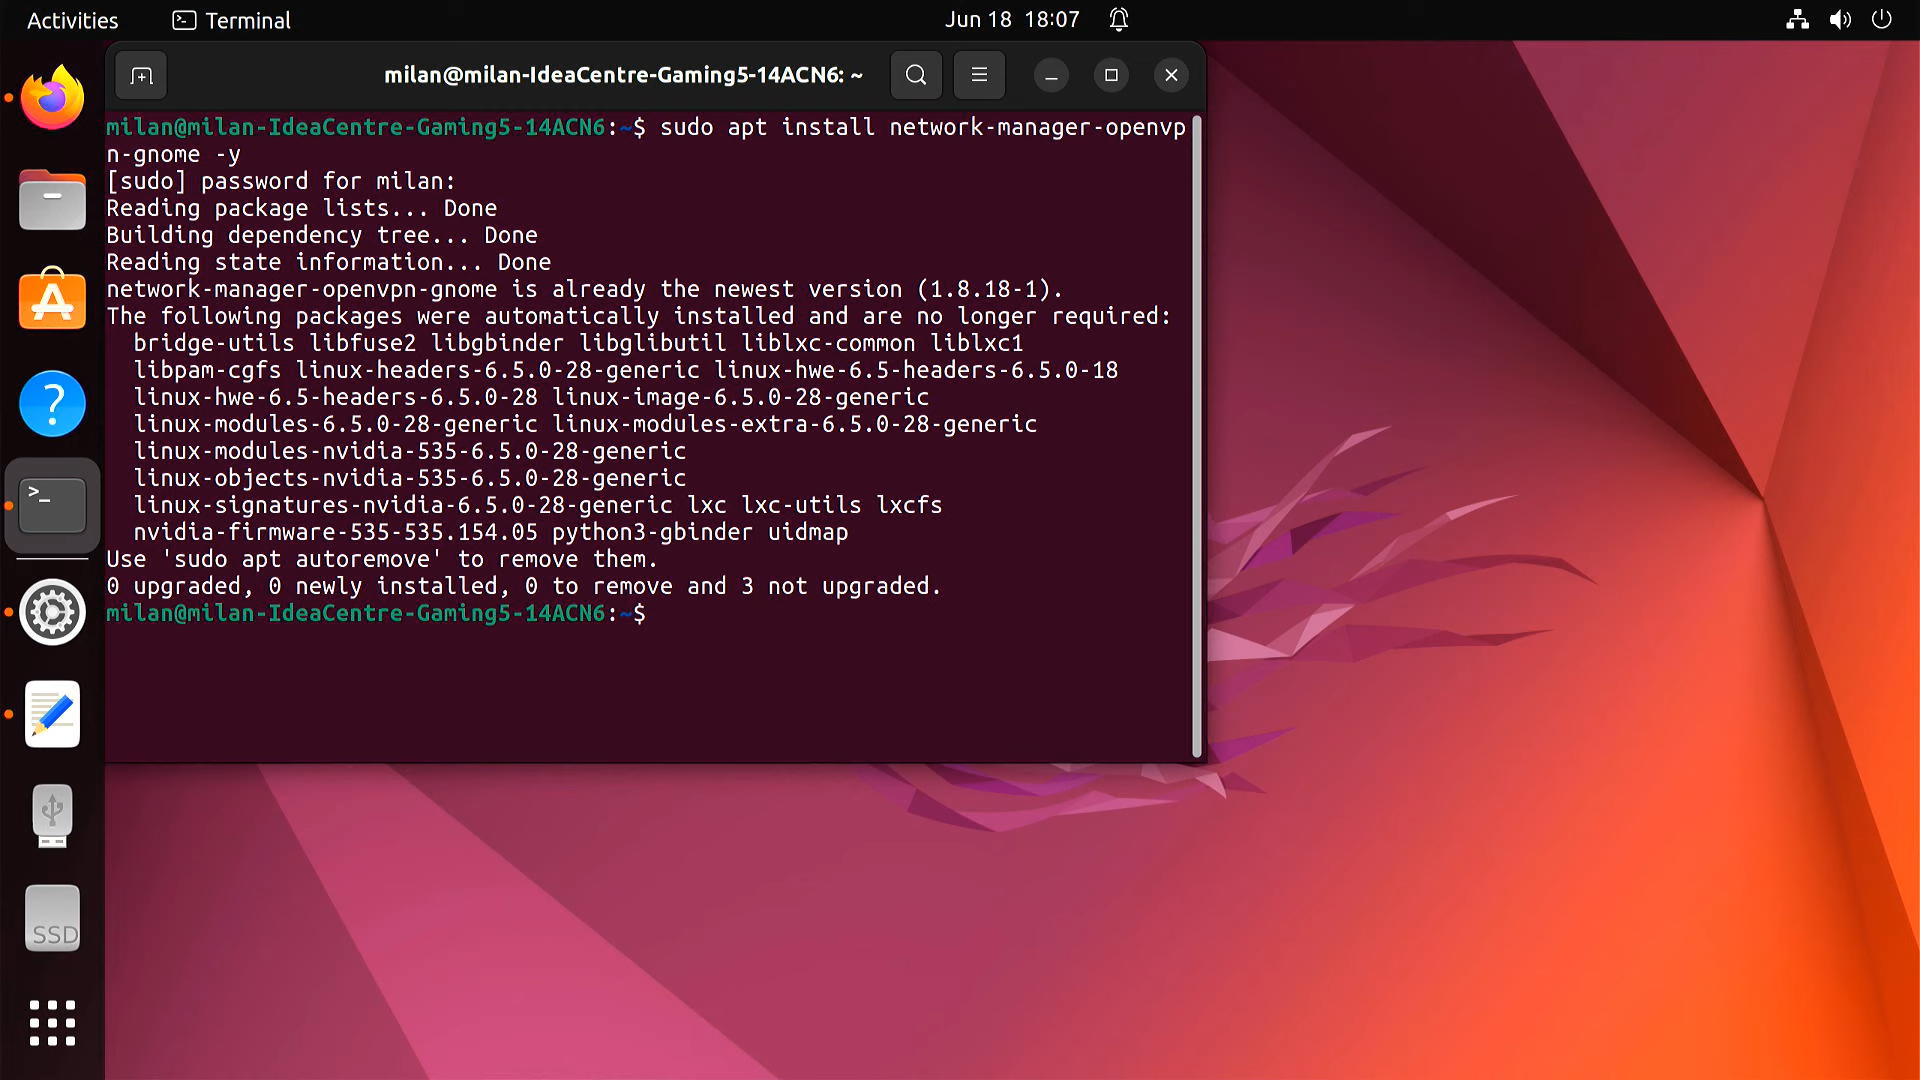 Activities Terminal Jun 18 18:07
milan@milan-IdeaCentre-Gaming5-14ACN6: ~
milan@milan-IdeaCentre-Gaming5-14ACN6:~$ sudo apt install network-manager-openvp
n-gnome -y
[sudo] password for milan:
Reading package lists... Done
Building dependency tree... Done
Reading state information... Done
network-manager-openvpn-gnome is already the newest version (1.8.18-1).
The following packages were automatically installed and are no longer required:
  bridge-utils libfuse2 libgbinder libglibutil liblxc-common liblxc1
  libpam-cgfs linux-headers-6.5.0-28-generic linux-hwe-6.5-headers-6.5.0-18
  linux-hwe-6.5-headers-6.5.0-28 linux-image-6.5.0-28-generic
  linux-modules-6.5.0-28-generic linux-modules-extra-6.5.0-28-generic
  linux-modules-nvidia-535-6.5.0-28-generic
  linux-objects-nvidia-535-6.5.0-28-generic
  linux-signatures-nvidia-6.5.0-28-generic lxc lxc-utils lxcfs
  nvidia-firmware-535-535.154.05 python3-gbinder uidmap
Use 'sudo apt autoremove' to remove them.
0 upgraded, 0 newly installed, 0 to remove and 3 not upgraded.
milan@milan-IdeaCentre-Gaming5-14ACN6:~$
SSD